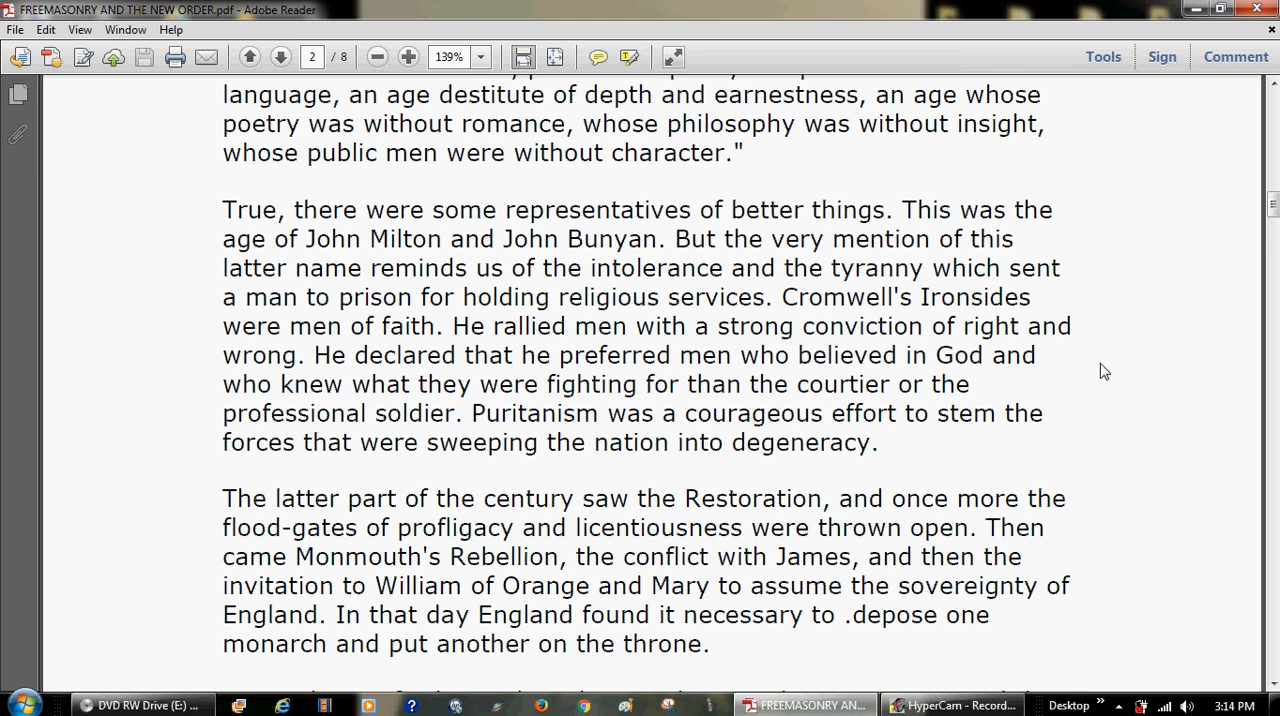 FREEMASONRY AND THE NEW ORDER.pdf - Adobe Reader
File Edit View Window Help
2 / 8 139% Tools Sign Comment
language, an age destitute of depth and earnestness, an age whose
poetry was without romance, whose philosophy was without insight,
whose public men were without character."
True, there were some representatives of better things. This was the
age of John Milton and John Bunyan. But the very mention of this
latter name reminds us of the intolerance and the tyranny which sent
a man to prison for holding religious services. Cromwell's Ironsides
were men of faith. He rallied men with a strong conviction of right and
wrong. He declared that he preferred men who believed in God and
who knew what they were fighting for than the courtier or the
professional soldier. Puritanism was a courageous effort to stem the
forces that were sweeping the nation into degeneracy.
The latter part of the century saw the Restoration, and once more the
flood-gates of profligacy and licentiousness were thrown open. Then
came Monmouth's Rebellion, the conflict with James, and then the
invitation to William of Orange and Mary to assume the sovereignty of
England. In that day England found it necessary to .depose one
monarch and put another on the throne.
DVD RW Drive (E:) ... FREEMASONRY AN... HyperCam - Record... Desktop 3:14 PM